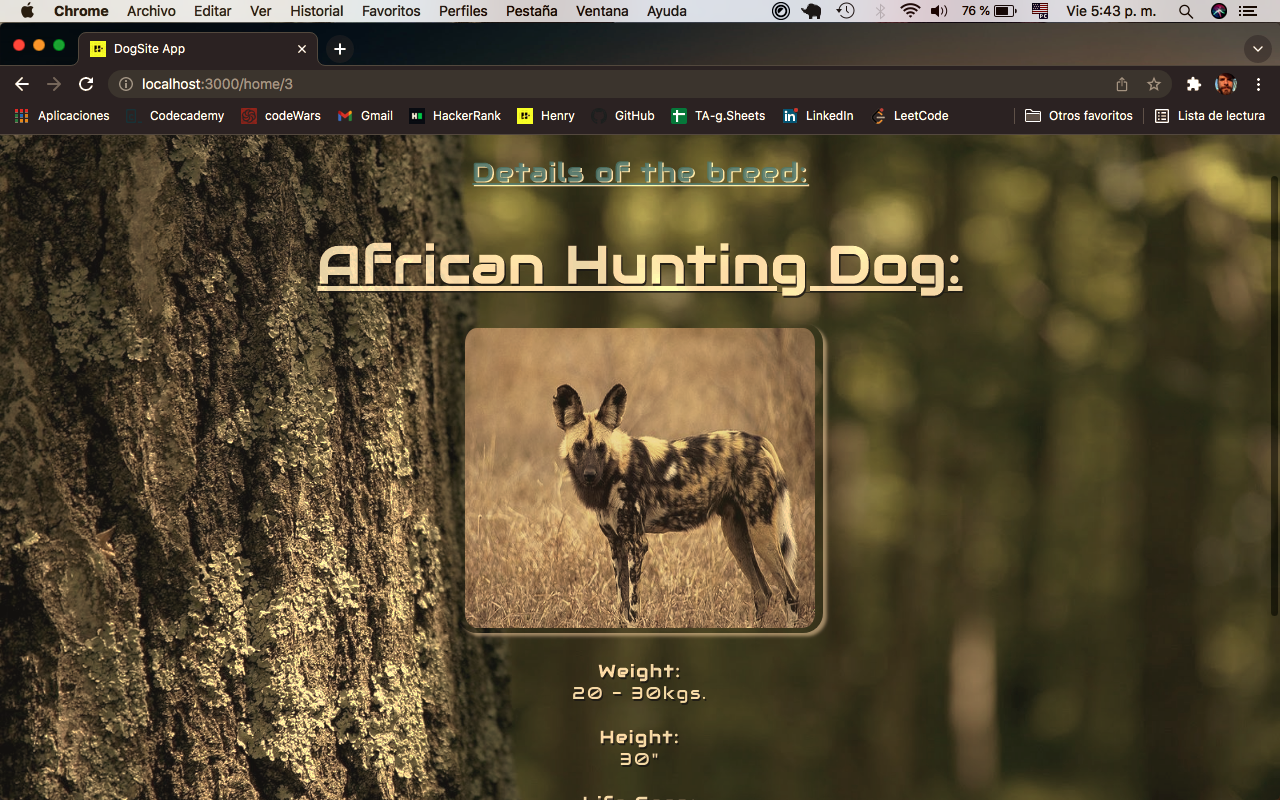 Chrome Archivo Editar Ver Historial Favoritos Perfiles Pestaña Ventana Ayuda 76 % Vie 5:43 p. m.
DogSite App
localhost:3000/home/3
Aplicaciones Codecademy codeWars Gmail HackerRank Henry GitHub TA-g.Sheets LinkedIn LeetCode Otros favoritos Lista de lectura
Details of the breed:
African Hunting Dog:
Weight:
20 - 30kgs.
Height:
30"